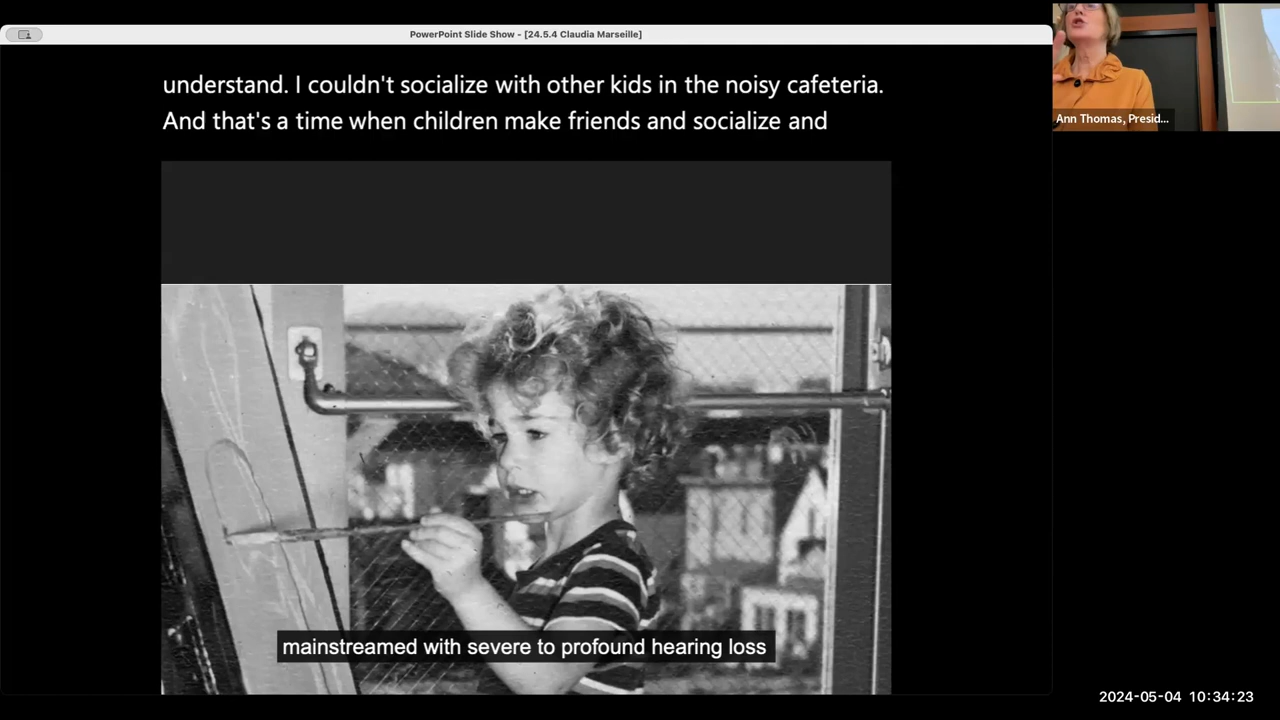 PowerPoint Slide Show - [24.5.4 Claudia Marseille]
understand. I couldn't socialize with other kids in the noisy cafeteria.
And that's a time when children make friends and socialize and
Ann Thomas, Presid...
mainstreamed with severe to profound hearing loss
2024-05-04 10:34:23